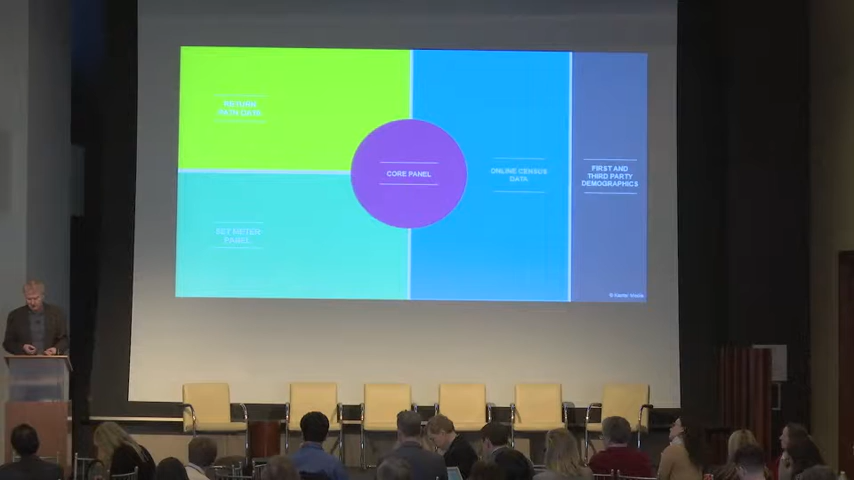 RETURN
PATH DATA
CORE PANEL
ONLINE CENSUS
DATA
FIRST AND
THIRD PARTY
DEMOGRAPHICS
SET METER
PANEL